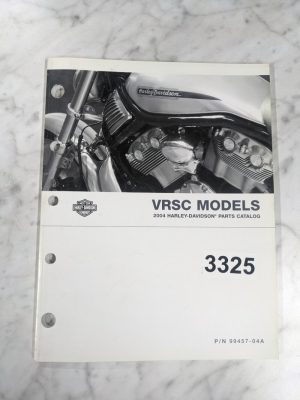 Harley-Davidson
VRSC MODELS
2004 HARLEY-DAVIDSON® PARTS CATALOG
3325
P/N 99457-04A